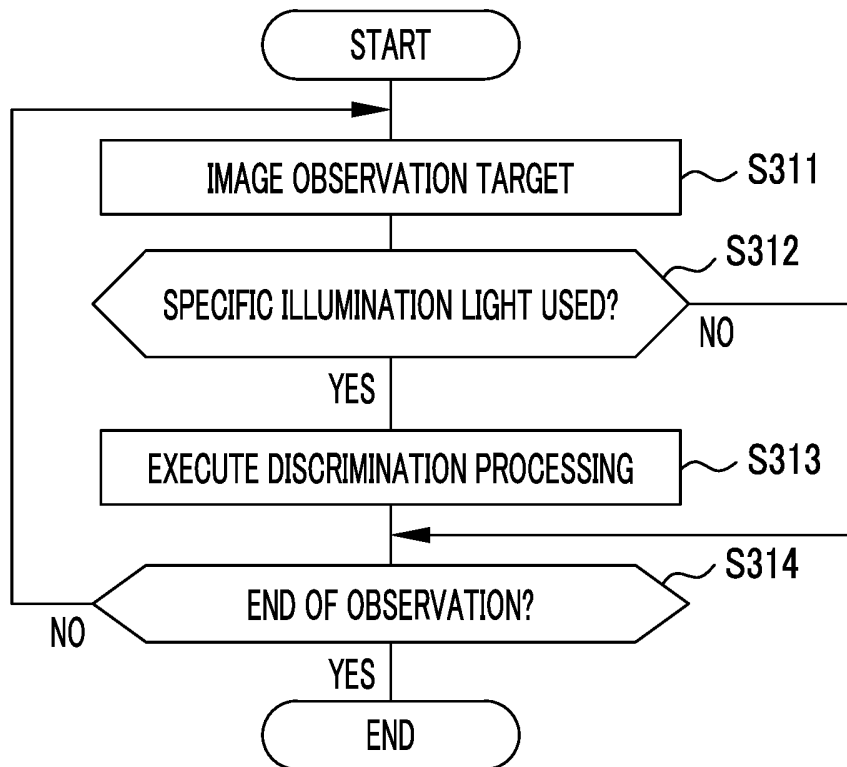 START
IMAGE OBSERVATION TARGET
S311
SPECIFIC ILLUMINATION LIGHT USED?
S312
NO
YES
EXECUTE DISCRIMINATION PROCESSING
S313
END OF OBSERVATION?
S314
NO
YES
END